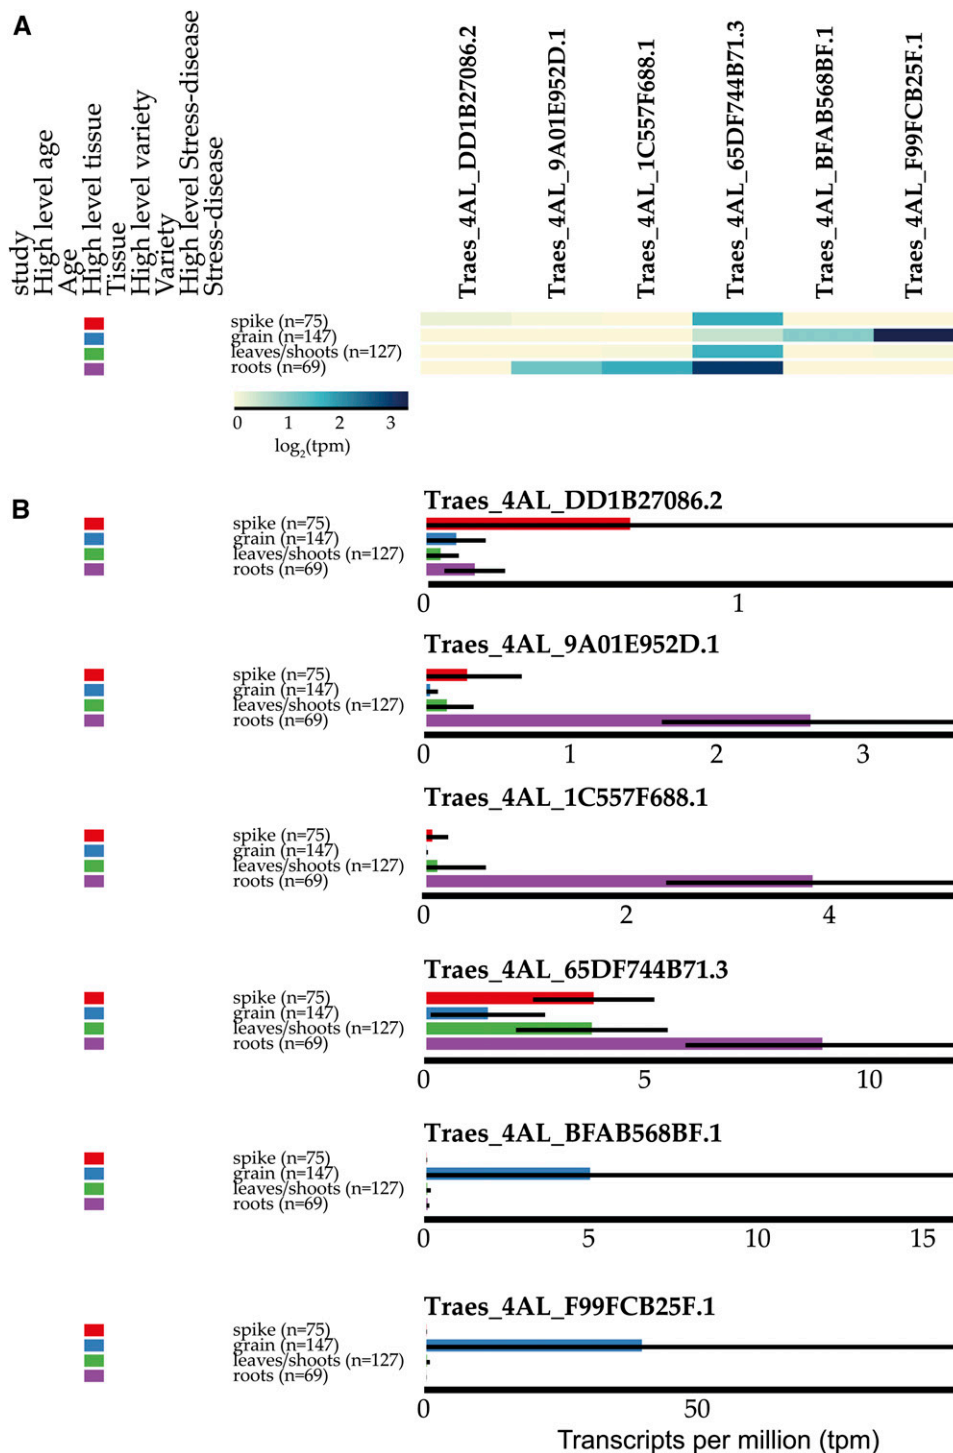 A
study
High level age
Age
High level tissue
Tissue
High level variety
Variety
High level Stress-disease
Stress-disease
Traes_4AL_DD1B27086.2
Traes_4AL_9A01E952D.1
Traes_4AL_1C557F688.1
Traes_4AL_65DF744B71.3
Traes_4AL_BFAB568BF.1
Traes_4AL_F99FCB25F.1
spike (n=75)
grain (n=147)
leaves/shoots (n=127)
roots (n=69)
0 1 2 3
log2(tpm)
B
Traes_4AL_DD1B27086.2
spike (n=75)
grain (n=147)
leaves/shoots (n=127)
roots (n=69)
0 1
Traes_4AL_9A01E952D.1
spike (n=75)
grain (n=147)
leaves/shoots (n=127)
roots (n=69)
0 1 2 3
Traes_4AL_1C557F688.1
spike (n=75)
grain (n=147)
leaves/shoots (n=127)
roots (n=69)
0 2 4
Traes_4AL_65DF744B71.3
spike (n=75)
grain (n=147)
leaves/shoots (n=127)
roots (n=69)
0 5 10
Traes_4AL_BFAB568BF.1
spike (n=75)
grain (n=147)
leaves/shoots (n=127)
roots (n=69)
0 5 10 15
Traes_4AL_F99FCB25F.1
spike (n=75)
grain (n=147)
leaves/shoots (n=127)
roots (n=69)
0 50
Transcripts per million (tpm)